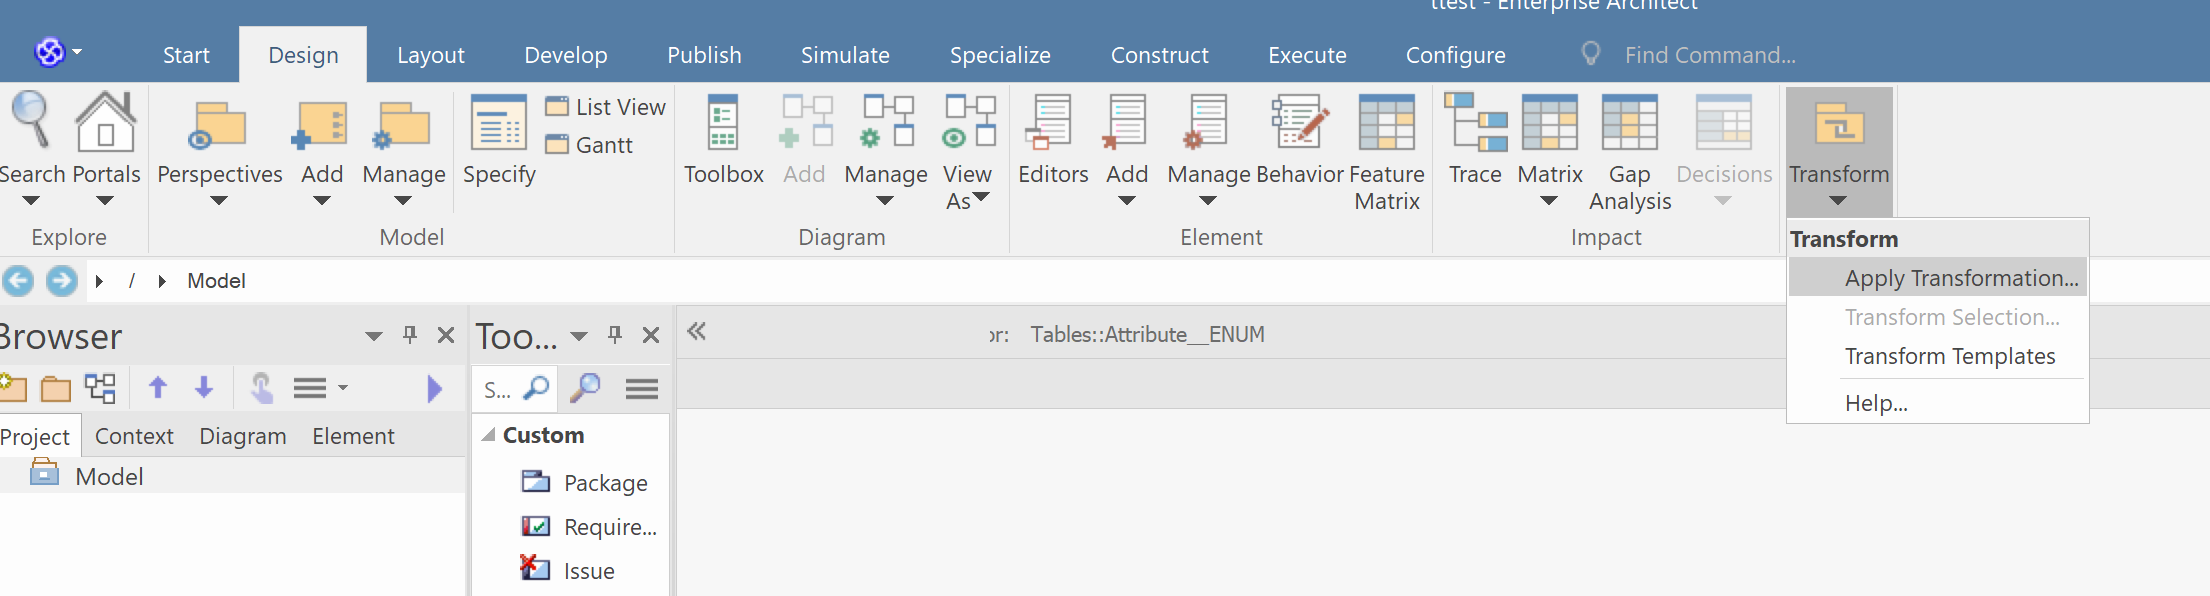 ttest - Enterprise Architect
Start Design Layout Develop Publish Simulate Specialize Construct Execute Configure Find Command...
List View
Gantt
Search Portals Perspectives Add Manage Specify Toolbox Add Manage View As Editors Add Manage Behavior Feature Matrix Trace Matrix Gap Analysis Decisions Transform
Explore Model Diagram Element Impact
Transform
Apply Transformation...
Transform Selection...
Transform Templates
Help...
/ Model
Browser
Too...
or: Tables::Attribute__ENUM
S...
Project Context Diagram Element
Model
Custom
Package
Require...
Issue